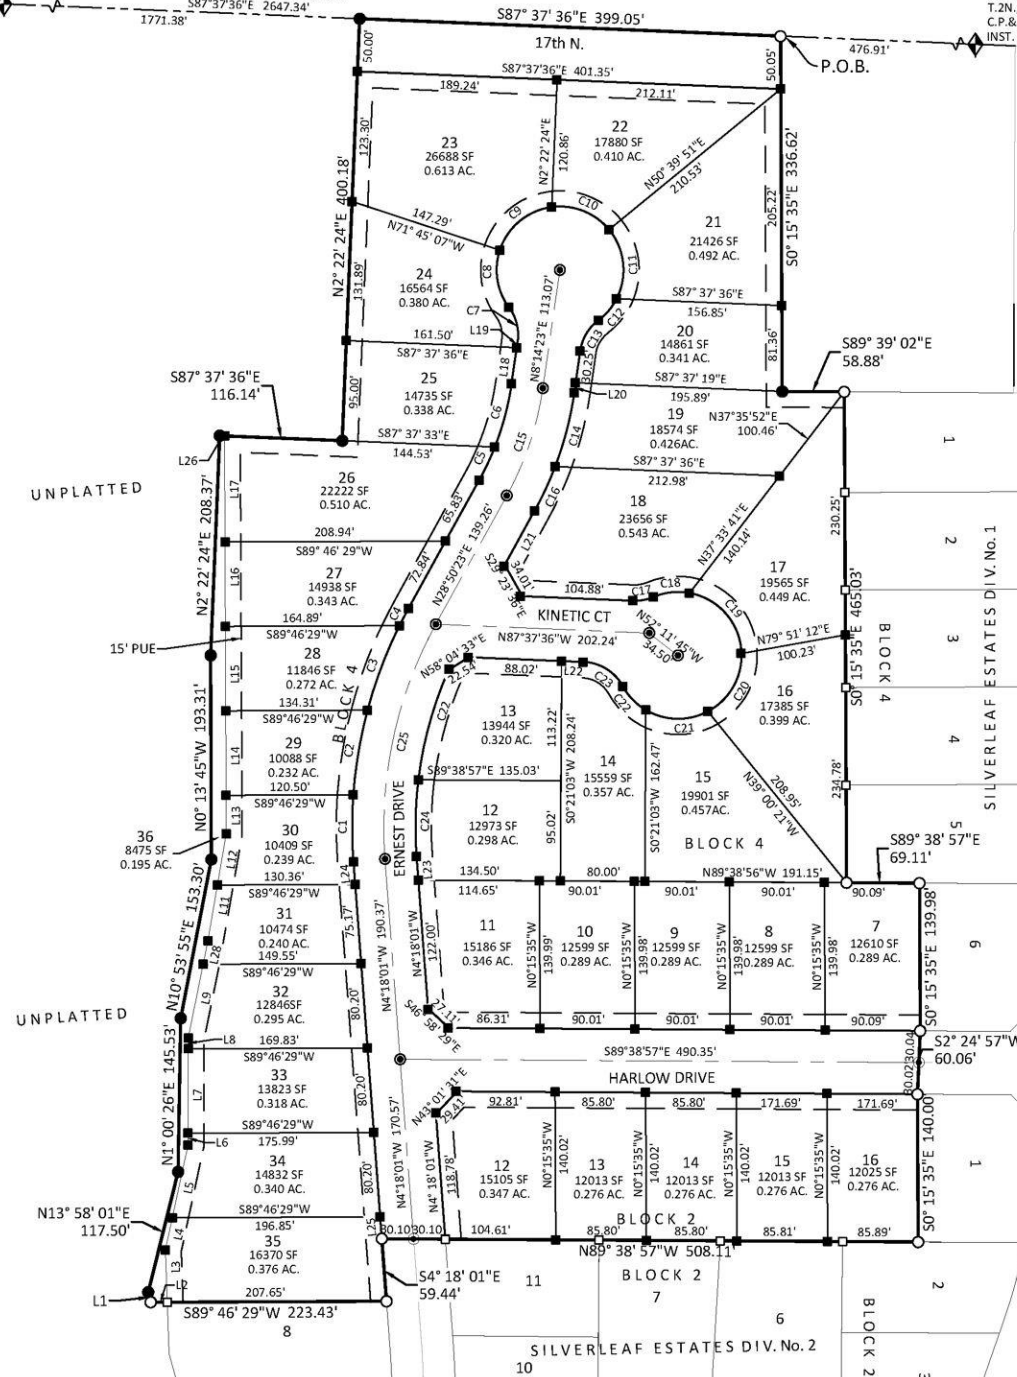 S87°37'36"E 2647.34'
1771.38'
S87° 37' 36"E 399.05'
T.2N.
C.P.&
INST.
50.00'
17th N.
50.05'
476.91'
P.O.B.
S87°37'36"E 401.35'
189.24'
212.11'
123.30'
23
26688 SF
0.613 AC.
N2° 22' 24"E
120.86'
22
17880 SF
0.410 AC.
N50° 39' 51"E
210.53'
S0° 15' 35"E 336.62'
205.22'
N2° 22' 24"E 400.18'
147.29'
N71° 45' 07"W
C9
C10
C8
C11
21
21426 SF
0.492 AC.
131.89'
24
16564 SF
0.380 AC.
C7
N8°14'23"E 113.07'
S87° 37' 36"E
156.85'
C12
C13
L19
161.50'
S87° 37' 36"E
20
14861 SF
0.341 AC.
81.36'
S89° 39' 02"E
58.88'
L18
30.25'
S87° 37' 36"E
116.14'
95.00'
25
14735 SF
0.338 AC.
S87° 37' 19"E
195.89'
L20
C6
C15
C14
19
18574 SF
0.426AC.
N37°35'52"E
100.46'
S87° 37' 33"E
144.53'
C5
L26
L17
26
22222 SF
0.510 AC.
S87° 37' 36"E
212.98'
1
UNPLATTED
N2° 22' 24"E 208.37'
65.83'
N28°50'23"E 139.26'
C16
L21
18
23656 SF
0.543 AC.
230.25'
208.94'
S89° 46' 29"W
N37° 33' 41"E
140.14'
2
L16
27
14938 SF
0.343 AC.
72.84'
S29° 23' 36"E
34.01'
104.88'
C17
C18
17
19565 SF
0.449 AC.
S0° 15' 35"E 465.03'
C4
KINETIC CT
C19
164.89'
S89°46'29"W
N87°37'36"W 202.24'
N52° 11' 45"W
34.50'
N79° 51' 12"E
100.23'
3
BLOCK 4
SILVERLEAF ESTATES DIV. No. 1
15' PUE
L15
28
11846 SF
0.272 AC.
C3
N58° 04' 33"E
22.54'
88.02'
L22
C23
C22
C20
C21
16
17385 SF
0.399 AC.
134.31'
S89°46'29"W
BLOCK 4
C22
13
13944 SF
0.320 AC.
113.22'
S0°21'03"W 208.24'
N0° 13' 45"W 193.31'
L14
29
10088 SF
0.232 AC.
C2
C25
14
15559 SF
0.357 AC.
S0°21'03"W 162.47'
15
19901 SF
0.457AC.
N39° 00' 21"W
208.95'
234.78'
4
S89°38'57"E 135.03'
120.50'
S89°46'29"W
12
12973 SF
0.298 AC.
95.02'
36
8475 SF
0.195 AC.
L13
L12
30
10409 SF
0.239 AC.
C1
ERNEST DRIVE
C24
L23
BLOCK 4
5
S89° 38' 57"E
69.11'
L24
130.36'
S89°46'29"W
134.50'
80.00'
N89°38'56"W 191.15'
114.65'
90.01'
90.01'
90.01'
90.09'
N10° 53' 55"E 153.30'
L11
31
10474 SF
0.240 AC.
75.17'
N4°18'01"W 190.37'
N4°18'01"W
122.00'
11
15186 SF
0.346 AC.
N0°15'35"W
139.99'
10
12599 SF
0.289 AC.
N0°15'35"W
139.98'
9
12599 SF
0.289 AC.
N0°15'35"W
139.98'
8
12599 SF
0.289 AC.
N0°15'35"W
139.98'
7
12610 SF
0.289 AC.
S0° 15' 35"E 139.98'
6
L28
149.55'
S89°46'29"W
L9
32
12846SF
0.295 AC.
80.20'
S46° 58' 29"E
27.11'
86.31'
90.01'
90.01'
90.01'
90.09'
UNPLATTED
L8
169.83'
S89°46'29"W
S89°38'57"E 490.35'
30.04
30.02'
S2° 24' 57"W
60.06'
N1° 00' 26"E 145.53'
L7
33
13823 SF
0.318 AC.
80.20'
N4°18'01"W 170.57'
HARLOW DRIVE
N43° 01' 31"E
29.41'
92.81'
85.80'
85.80'
171.69'
171.69'
L6
S89°46'29"W
175.99'
L5
34
14832 SF
0.340 AC.
80.20'
N4° 18' 01"W
118.78'
12
15105 SF
0.347 AC.
N0°15'35"W
140.02'
13
12013 SF
0.276 AC.
N0°15'35"W
140.02'
14
12013 SF
0.276 AC.
N0°15'35"W
140.02'
15
12013 SF
0.276 AC.
N0°15'35"W
140.02'
16
12025 SF
0.276 AC.
S0° 15' 35"E 140.00'
1
N13° 58' 01"E
117.50'
L4
S89°46'29"W
196.85'
L25
BLOCK 2
30.10'
30.10'
104.61'
85.80'
85.80'
85.81'
85.89'
35
16370 SF
0.376 AC.
N89° 38' 57"W 508.11'
L3
L2
L1
207.65'
S89° 46' 29"W 223.43'
S4° 18' 01"E
59.44'
11
BLOCK 2
7
2
8
6
SILVERLEAF ESTATES DIV. No. 2
BLOCK 2
10
3